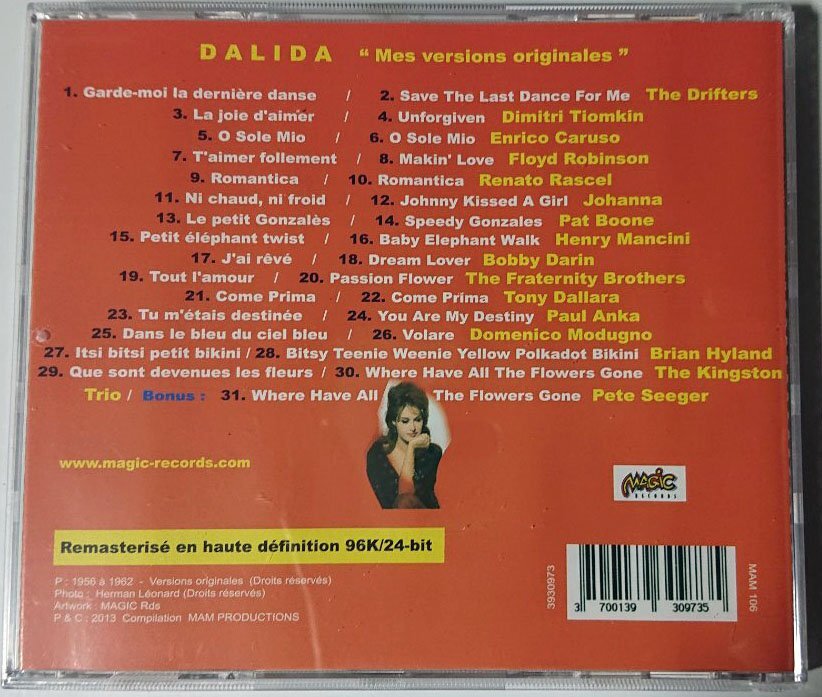 DALIDA “ Mes versions originales ”
1. Garde-moi la dernière danse / 2. Save The Last Dance For Me The Drifters
3. La joie d'aimer / 4. Unforgiven Dimitri Tiomkin
5. O Sole Mio / 6. O Sole Mio Enrico Caruso
7. T'aimer follement / 8. Makin' Love Floyd Robinson
9. Romantica / 10. Romantica Renato Rascel
11. Ni chaud, ni froid / 12. Johnny Kissed A Girl Johanna
13. Le petit Gonzalès / 14. Speedy Gonzales Pat Boone
15. Petit éléphant twist / 16. Baby Elephant Walk Henry Mancini
17. J'ai rêvé / 18. Dream Lover Bobby Darin
19. Tout l'amour / 20. Passion Flower The Fraternity Brothers
21. Come Prima / 22. Come Prima Tony Dallara
23. Tu m'étais destinée / 24. You Are My Destiny Paul Anka
25. Dans le bleu du ciel bleu / 26. Volare Domenico Modugno
27. Itsi bitsi petit bikini / 28. Bitsy Teenie Weenie Yellow Polkadot Bikini Brian Hyland
29. Que sont devenues les fleurs / 30. Where Have All The Flowers Gone The Kingston
Trio / Bonus : 31. Where Have All The Flowers Gone Pete Seeger
www.magic-records.com
MAGIC
RECORDS
Remasterisé en haute définition 96K/24-bit
P : 1956 à 1962 - Versions originales (Droits réservés)
Photo : Herman Léonard (Droits réservés)
Artwork : MAGIC Rds
P & C : 2013 Compilation MAM PRODUCTIONS
3930973
3 700139 309735
MAM 106